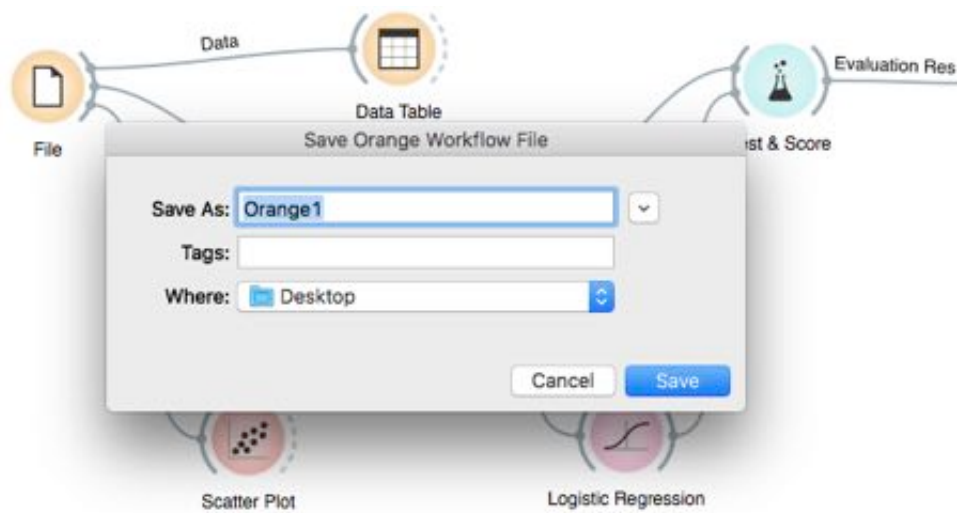 Data
Evaluation Res
File
Data Table
est & Score
Save Orange Workflow File
Save As: Orange1
Tags:
Where: Desktop
Cancel Save
Scatter Plot
Logistic Regression